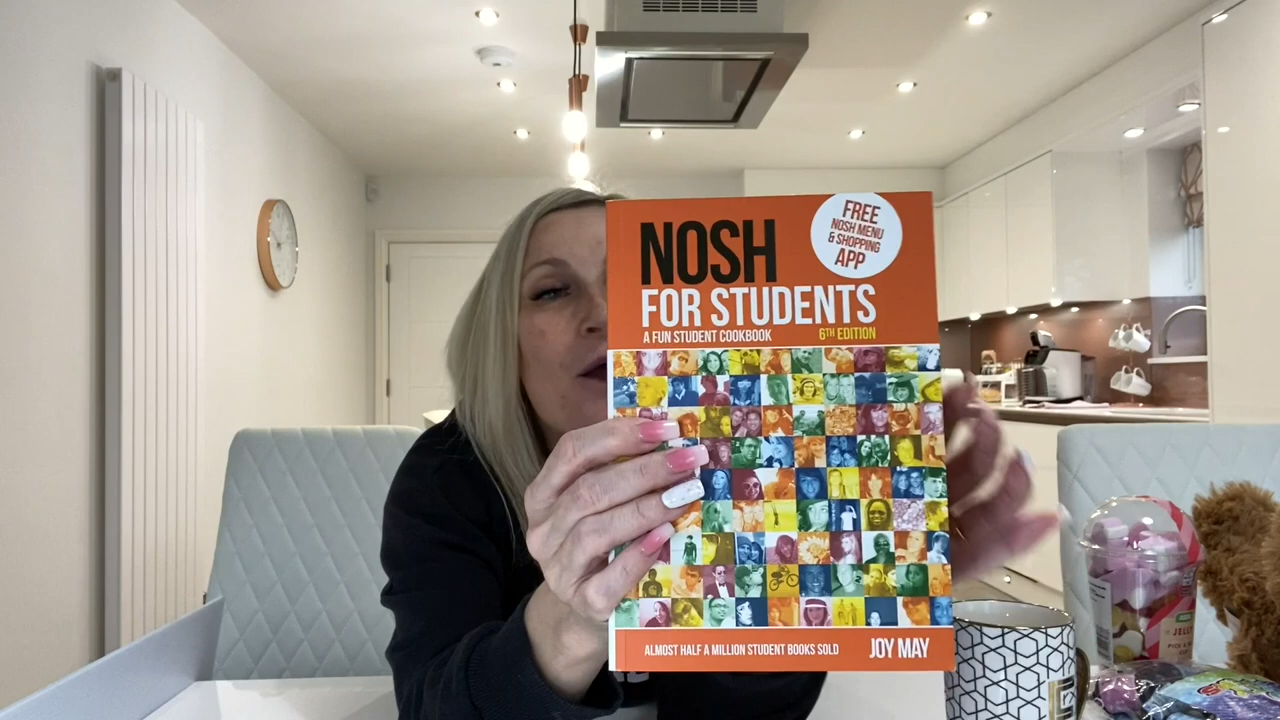 NOSH
FOR STUDENTS
A FUN STUDENT COOKBOOK
6TH EDITION
FREE
NOSH MENU
& SHOPPING
APP
ALMOST HALF A MILLION STUDENT BOOKS SOLD
JOY MAY
JELLY